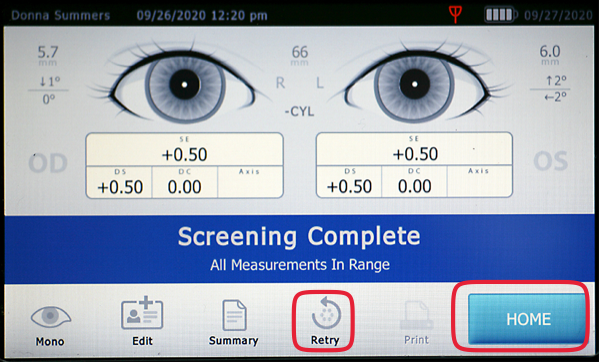 Donna Summers 09/26/2020 12:20 pm 09/27/2020
5.7 mm 66 mm 6.0 mm
↓1° R L ↑2°
0° -CYL ←2°
OD SE SE OS
+0.50 +0.50
DS DC Axis DS DC Axis
+0.50 0.00 +0.50 0.00
Screening Complete
All Measurements In Range
Mono Edit Summary Retry Print HOME